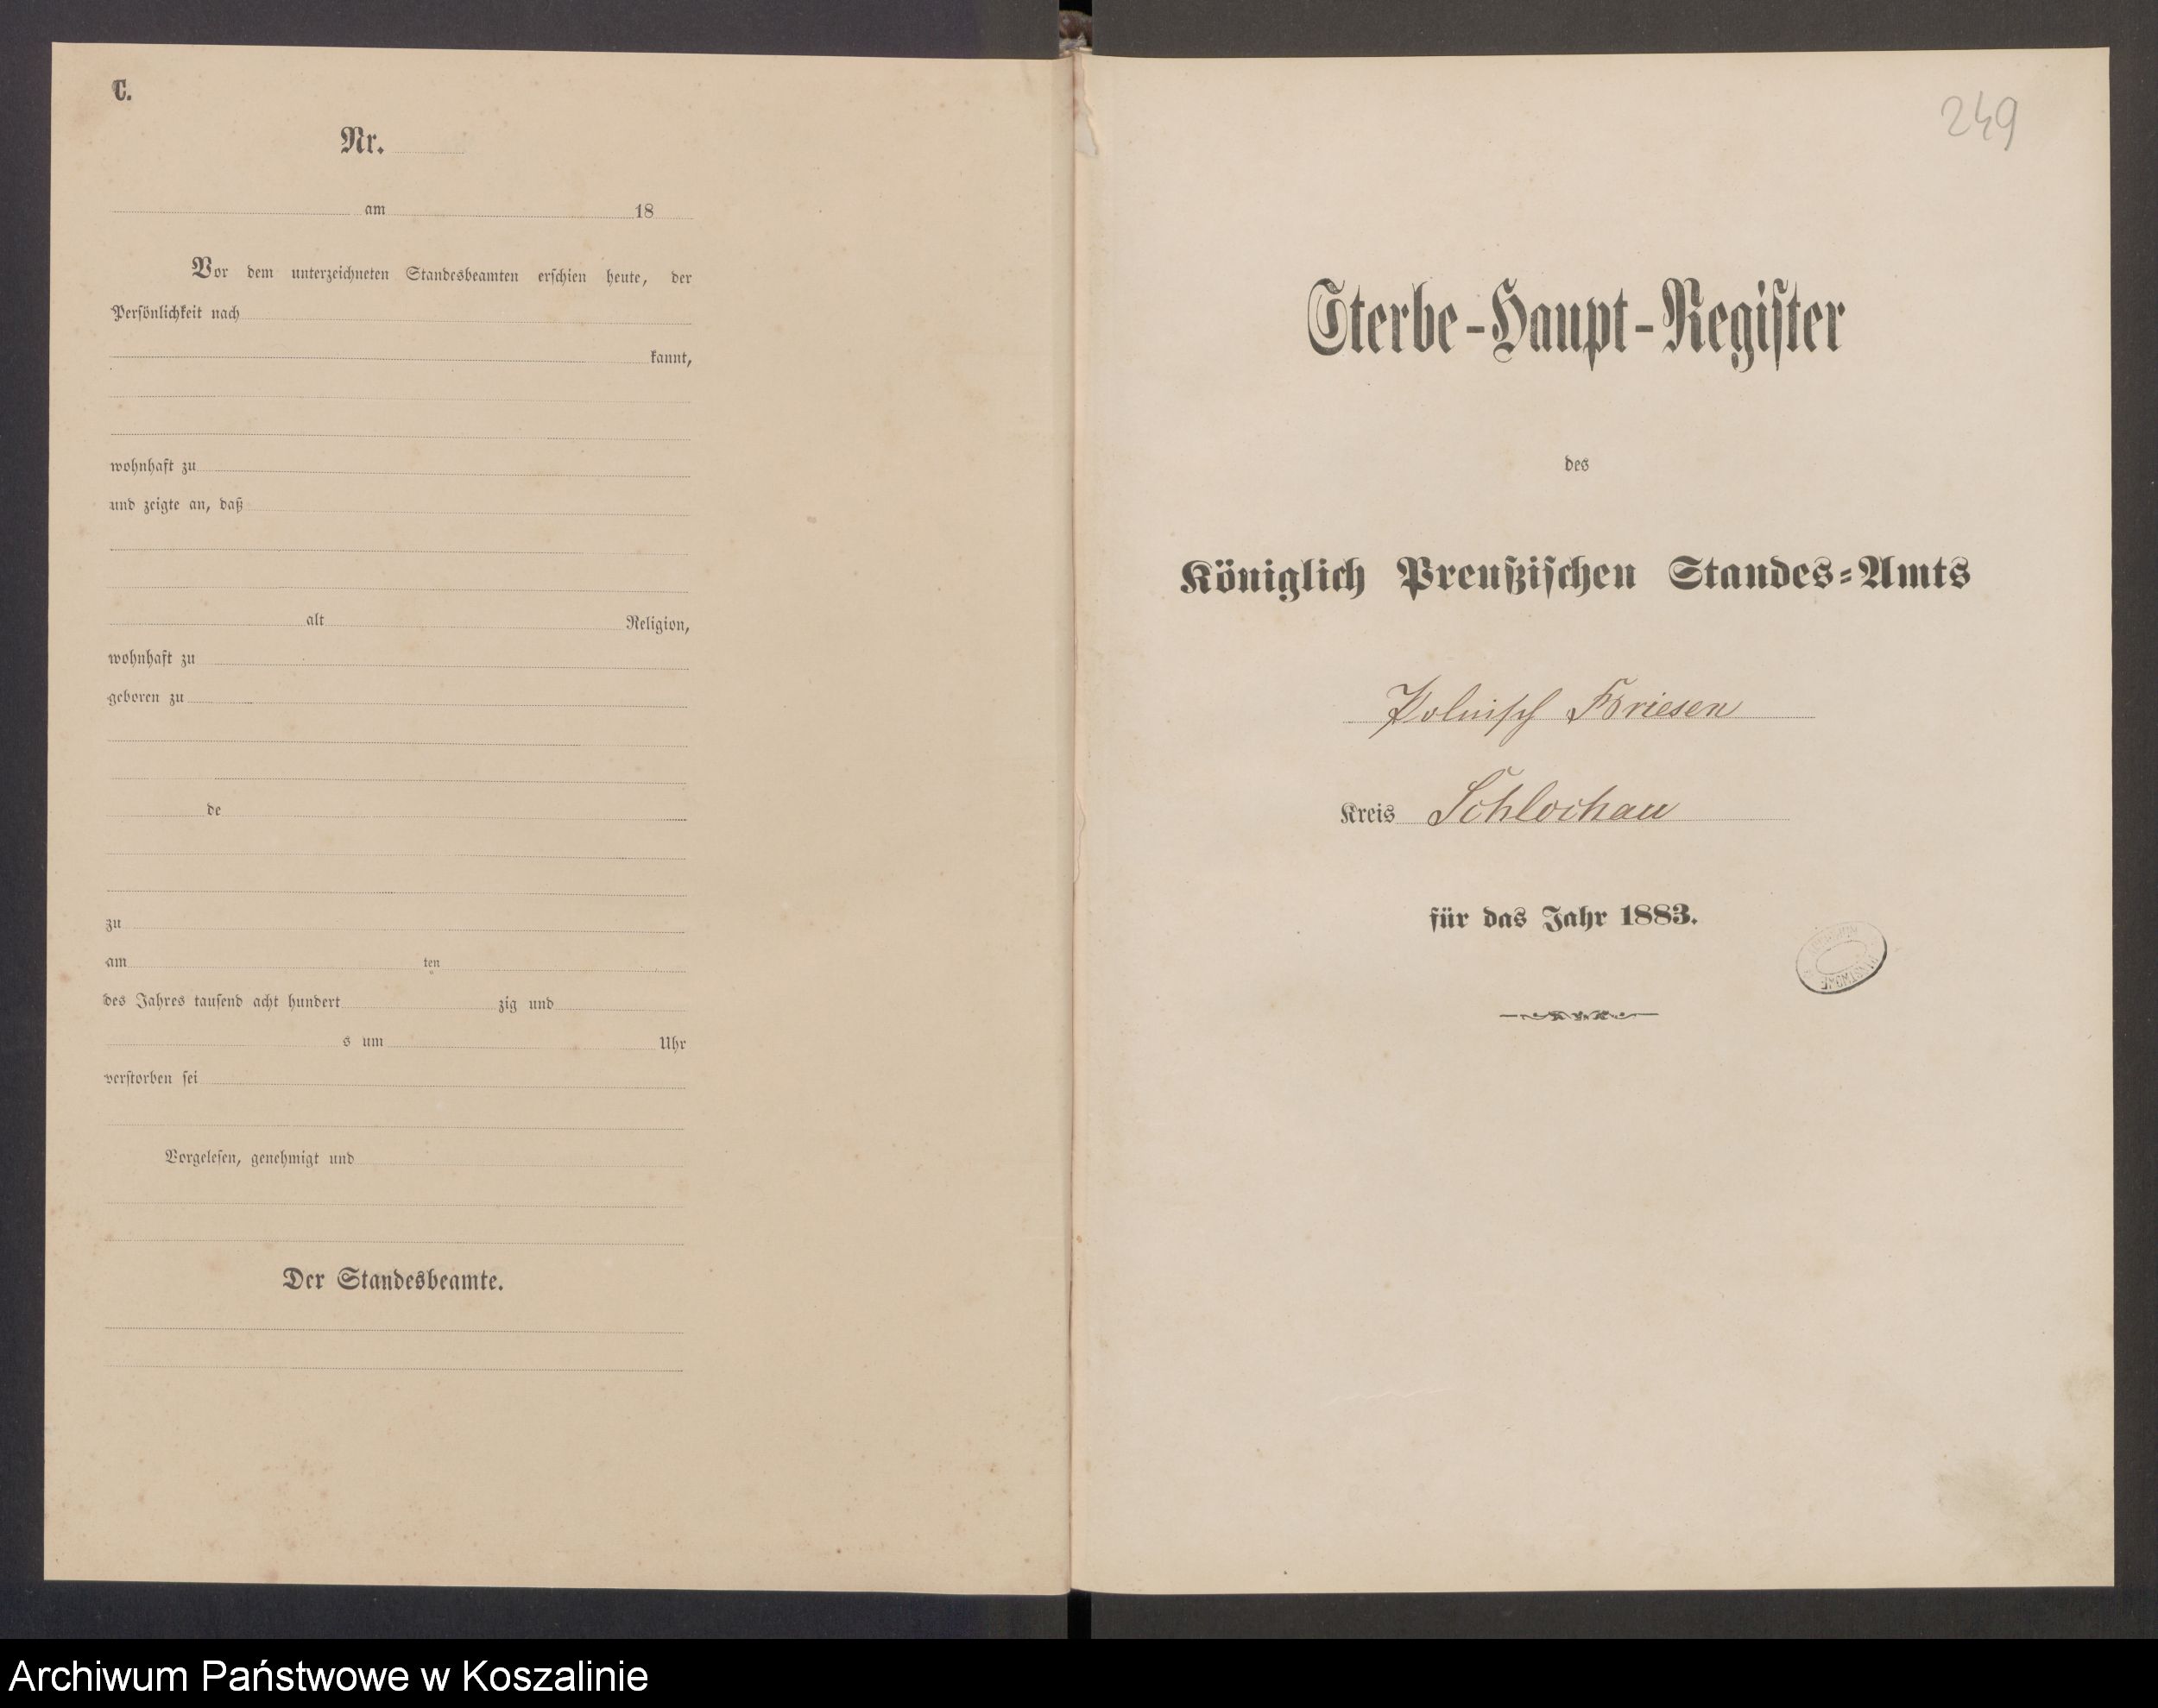 C.
Nr.
am 18
Vor dem unterzeichneten Standesbeamten erschien heute, der
Persönlichkeit nach
kannt,
wohnhaft zu
und zeigte an, daß
alt Religion,
wohnhaft zu
geboren zu
de
zu
am ten
des Jahres tausend acht hundert zig und
s um Uhr
verstorben sei
Vorgelesen, genehmigt und
Der Standesbeamte.
249
Sterbe-Haupt-Register
des
Königlich Preußischen Standes-Amts
Polnisch Briesen
Kreis Schlochau
für das Jahr 1883.
Archiwum Państwowe w Koszalinie